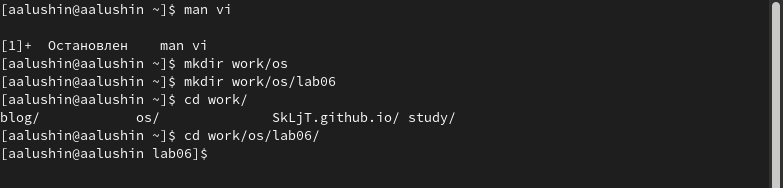 [aalushin@aalushin ~]$ man vi
[1]+  Остановлен    man vi
[aalushin@aalushin ~]$ mkdir work/os
[aalushin@aalushin ~]$ mkdir work/os/lab06
[aalushin@aalushin ~]$ cd work/
blog/            os/              SkLjT.github.io/ study/
[aalushin@aalushin ~]$ cd work/os/lab06/
[aalushin@aalushin lab06]$